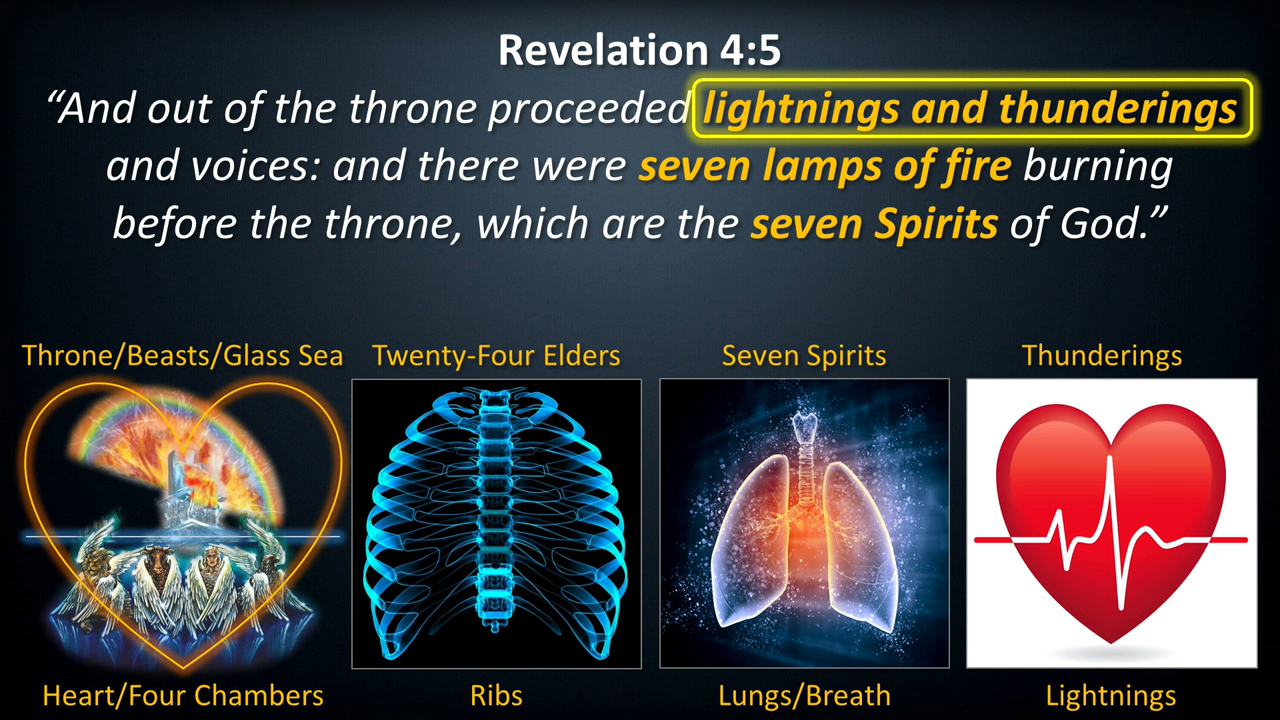 Revelation 4:5
“And out of the throne proceeded lightnings and thunderings
and voices: and there were seven lamps of fire burning
before the throne, which are the seven Spirits of God.”
Throne/Beasts/Glass Sea
Twenty-Four Elders
Seven Spirits
Thunderings
Heart/Four Chambers
Ribs
Lungs/Breath
Lightnings